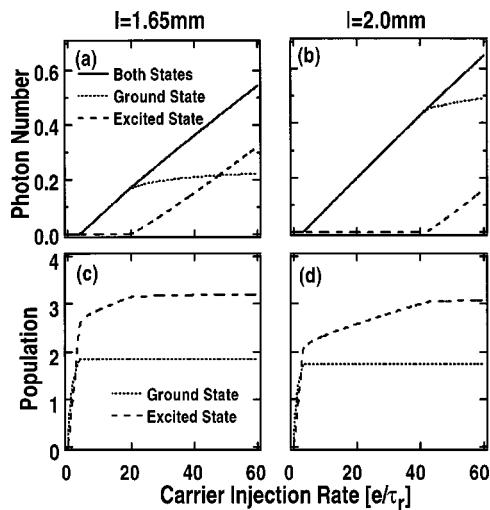 l=1.65mm
l=2.0mm
(a)
Both States
Ground State
Excited State
(b)
Photon Number
0.6
0.4
0.2
0.0
(c)
Ground State
Excited State
(d)
Population
4
3
2
1
0
0 20 40 60
0 20 40 60
Carrier Injection Rate [e/τr]